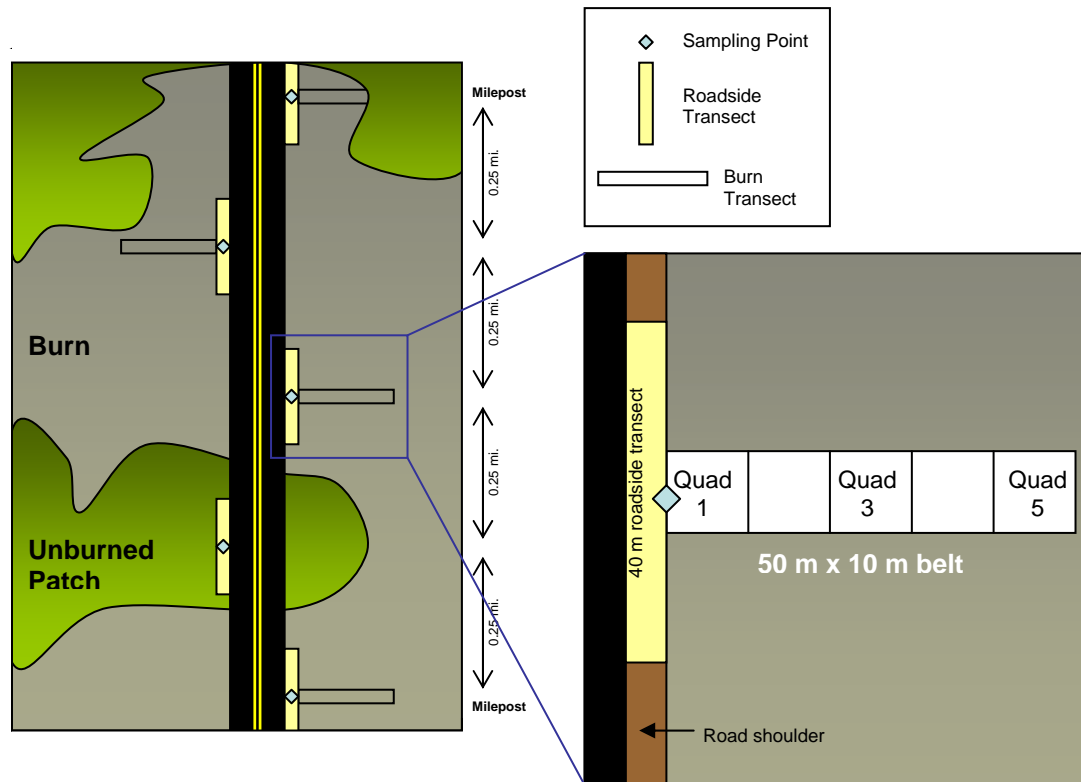 Sampling Point
Roadside
Transect
Burn
Transect
Milepost
0.25 mi.
0.25 mi.
0.25 mi.
0.25 mi.
Milepost
Burn
Unburned
Patch
40 m roadside transect
Quad
1
Quad
3
Quad
5
50 m x 10 m belt
Road shoulder